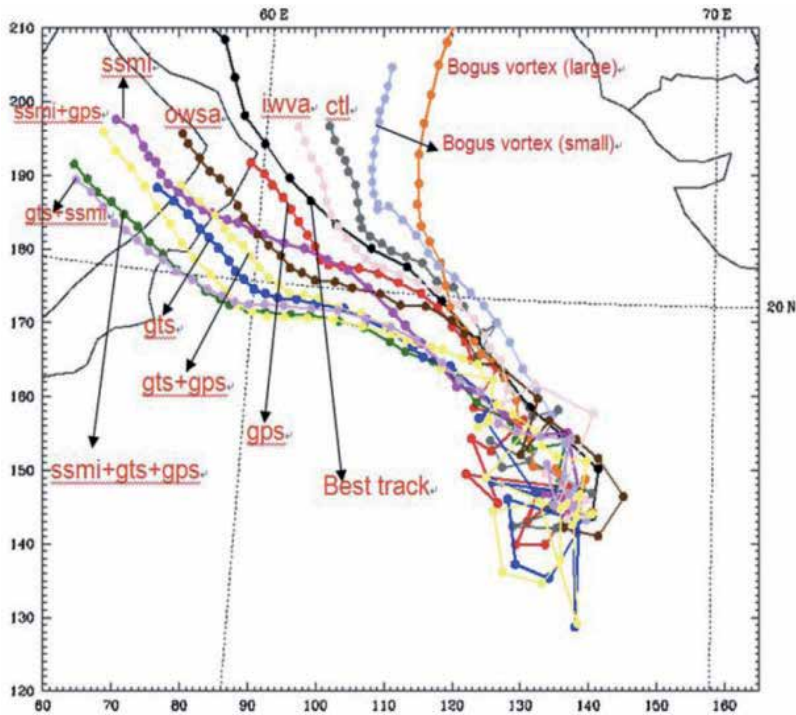 60 E 70 E
210
200
190
180
170
160
150
140
130
120
60 70 80 90 100 110 120 130 140 150 160
20 N
ssmi
ssmi+gps
owsa
iwva
ctl
Bogus vortex (large)
Bogus vortex (small)
gts+ssmi
gts
gts+gps
gps
ssmi+gts+gps
Best track